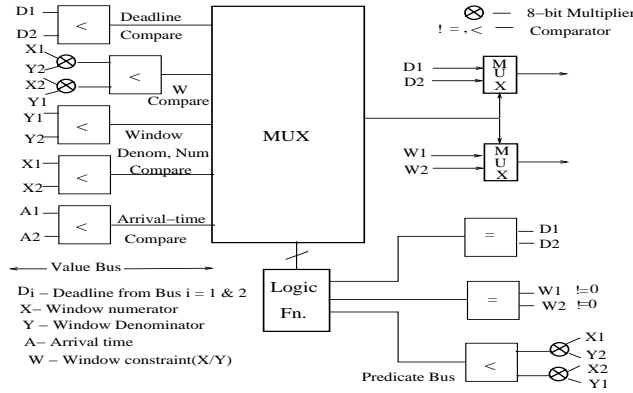 D1
D2
<
Deadline
Compare
X1
Y2
X2
Y1
<
W
Compare
Y1
Y2
<
Window
Denom, Num
Compare
X1
X2
<
A1
A2
<
Arrival-time
Compare
MUX
8-bit Multiplier
! = , < — Comparator
D1
D2
MUX
W1
W2
MUX
Value Bus
Di – Deadline from Bus i = 1 & 2
X– Window numerator
Y – Window Denominator
A– Arrival time
W – Window constraint(X/Y)
Logic
Fn.
=
D1
D2
=
W1 !=0
W2 !=0
Predicate Bus
<
X1
Y2
X2
Y1